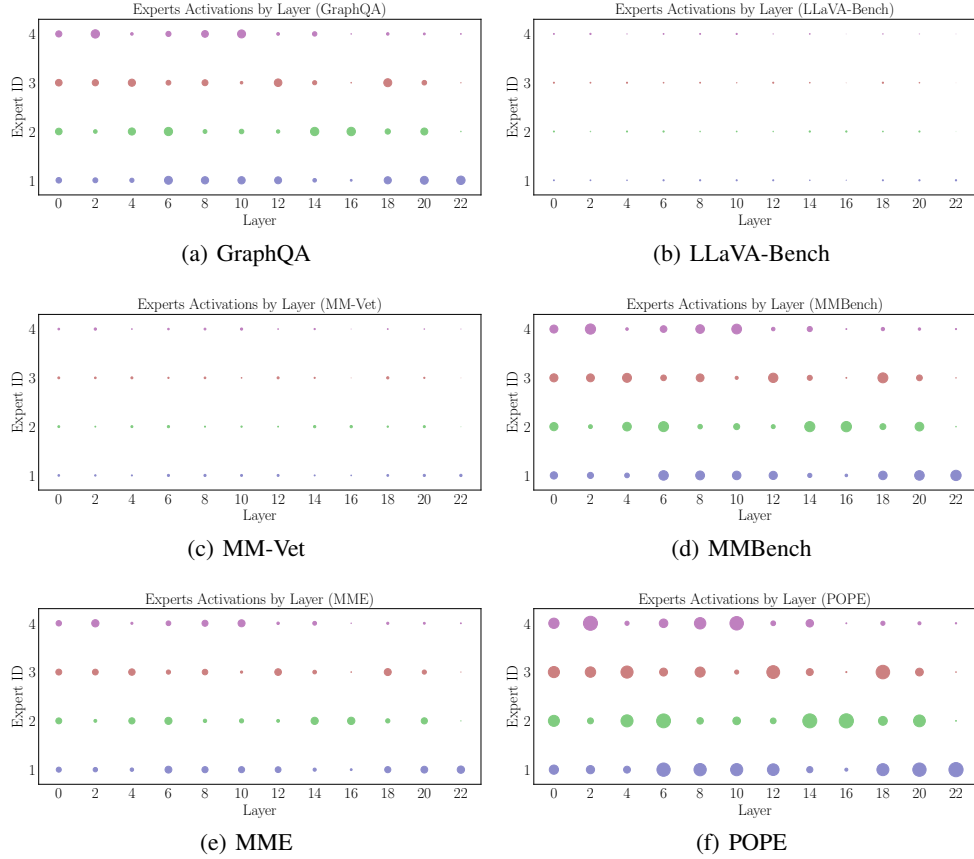 Experts Activations by Layer (GraphQA)
Expert ID
4
3
2
1
0 2 4 6 8 10 12 14 16 18 20 22
Layer
(a) GraphQA
Experts Activations by Layer (LLaVA-Bench)
Expert ID
4
3
2
1
0 2 4 6 8 10 12 14 16 18 20 22
Layer
(b) LLaVA-Bench
Experts Activations by Layer (MM-Vet)
Expert ID
4
3
2
1
0 2 4 6 8 10 12 14 16 18 20 22
Layer
(c) MM-Vet
Experts Activations by Layer (MMBench)
Expert ID
4
3
2
1
0 2 4 6 8 10 12 14 16 18 20 22
Layer
(d) MMBench
Experts Activations by Layer (MME)
Expert ID
4
3
2
1
0 2 4 6 8 10 12 14 16 18 20 22
Layer
(e) MME
Experts Activations by Layer (POPE)
Expert ID
4
3
2
1
0 2 4 6 8 10 12 14 16 18 20 22
Layer
(f) POPE